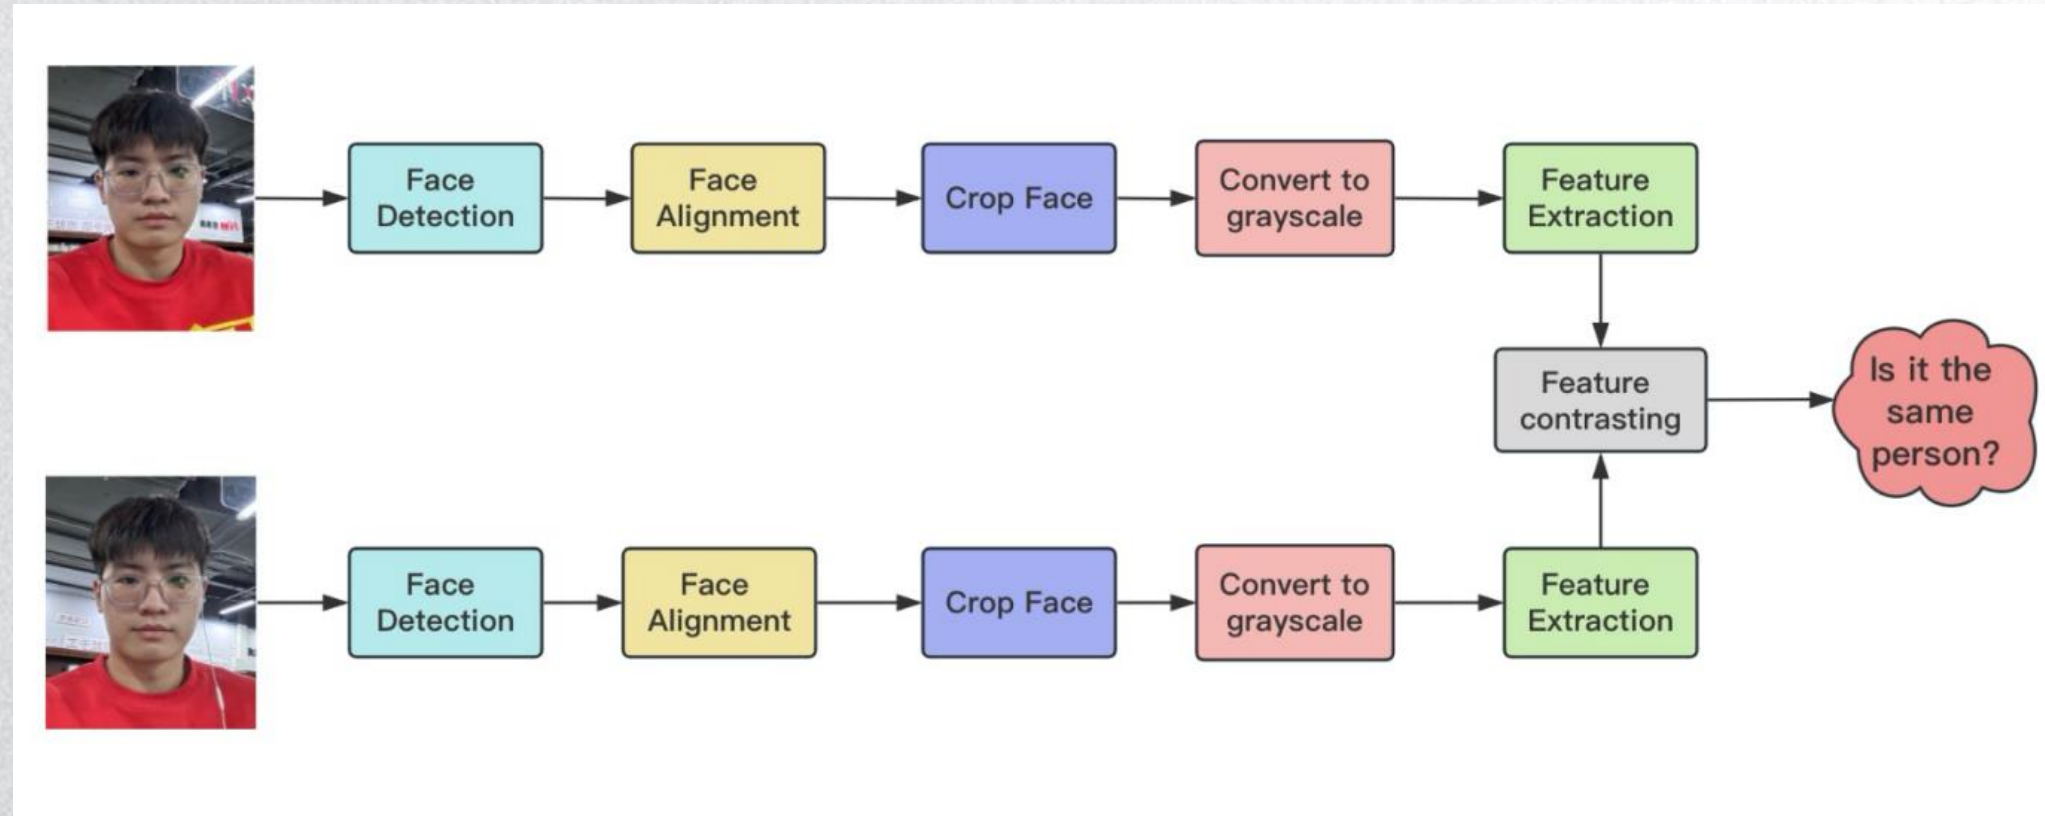 Face
Detection
Face
Alignment
Crop Face
Convert to
grayscale
Feature
Extraction
Feature
contrasting
Is it the
same
person?
Face
Detection
Face
Alignment
Crop Face
Convert to
grayscale
Feature
Extraction